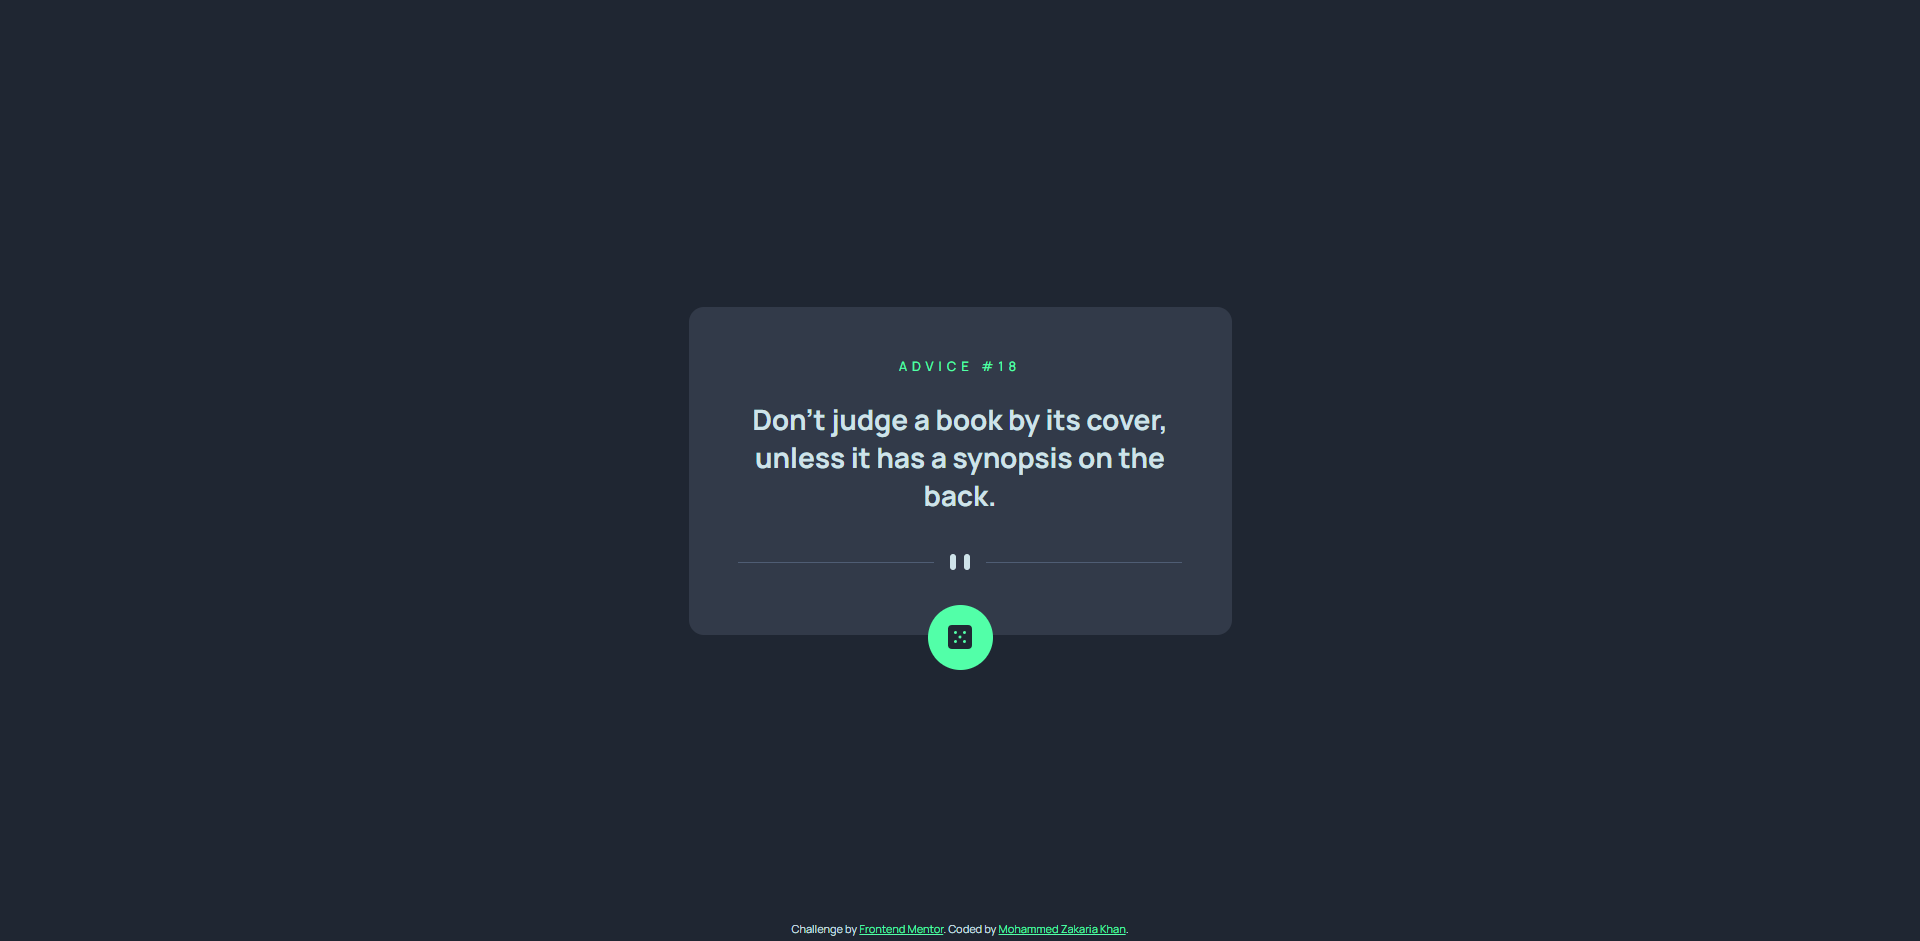 ADVICE #18
Don't judge a book by its cover,
unless it has a synopsis on the
back.
Challenge by Frontend Mentor. Coded by Mohammed Zakaria Khan.